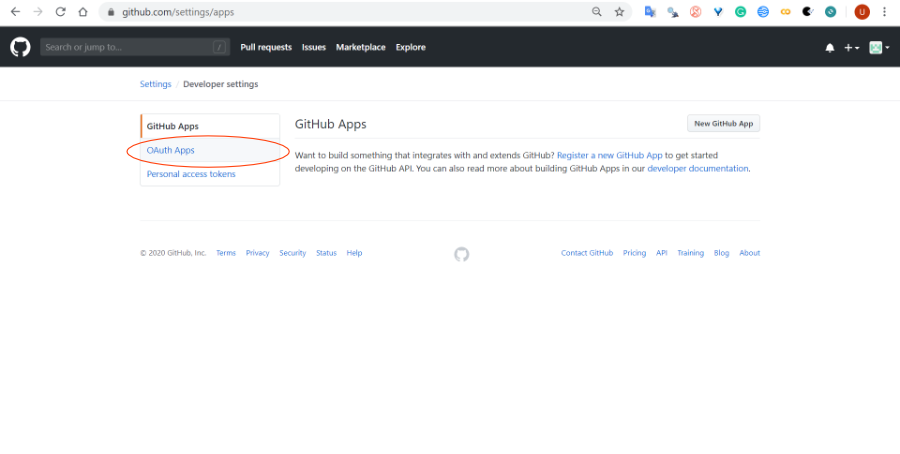 github.com/settings/apps
U
Search or jump to... /
Pull requests Issues Marketplace Explore
Settings / Developer settings
GitHub Apps
OAuth Apps
Personal access tokens
GitHub Apps
New GitHub App
Want to build something that integrates with and extends GitHub? Register a new GitHub App to get started
developing on the GitHub API. You can also read more about building GitHub Apps in our developer documentation.
© 2020 GitHub, Inc. Terms Privacy Security Status Help
Contact GitHub Pricing API Training Blog About